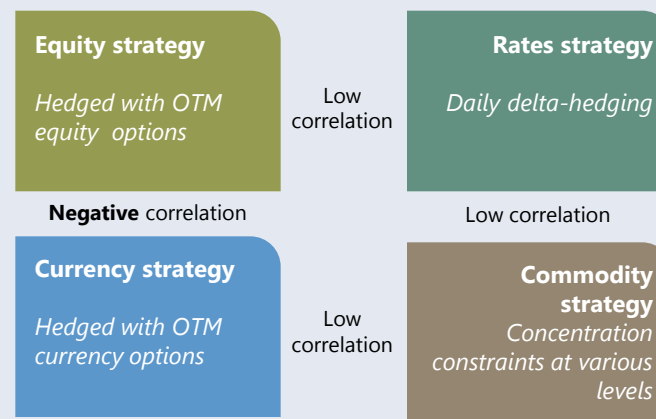 Equity strategy
Hedged with OTM
equity options
Low
correlation
Rates strategy
Daily delta-hedging
Negative correlation
Low correlation
Currency strategy
Hedged with OTM
currency options
Low
correlation
Commodity
strategy
Concentration
constraints at various
levels